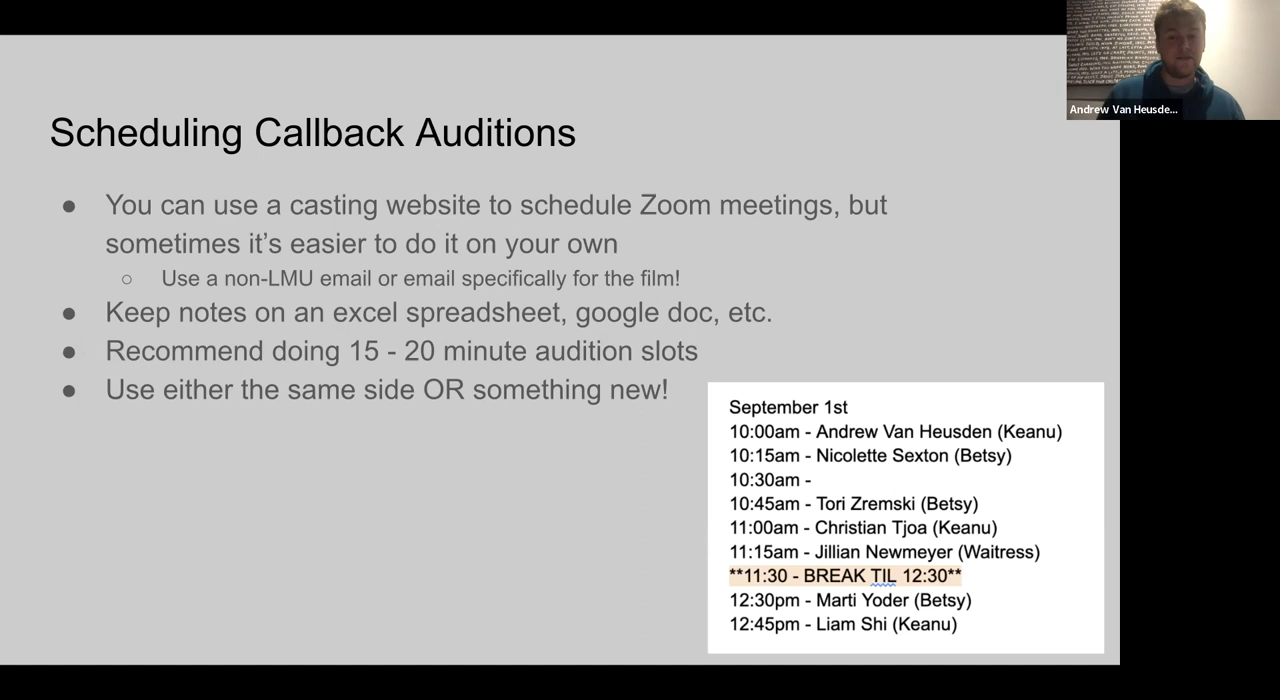 Andrew Van Heusde...
Scheduling Callback Auditions
● You can use a casting website to schedule Zoom meetings, but
sometimes it's easier to do it on your own
○ Use a non-LMU email or email specifically for the film!
● Keep notes on an excel spreadsheet, google doc, etc.
● Recommend doing 15 - 20 minute audition slots
● Use either the same side OR something new!
September 1st
10:00am - Andrew Van Heusden (Keanu)
10:15am - Nicolette Sexton (Betsy)
10:30am -
10:45am - Tori Zremski (Betsy)
11:00am - Christian Tjoa (Keanu)
11:15am - Jillian Newmeyer (Waitress)
**11:30 - BREAK TIL 12:30**
12:30pm - Marti Yoder (Betsy)
12:45pm - Liam Shi (Keanu)